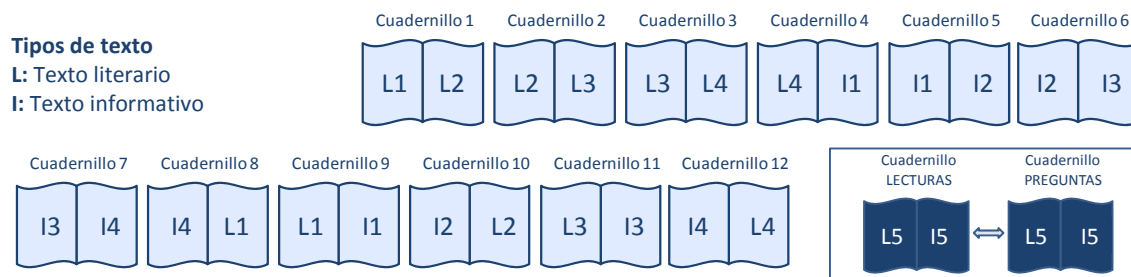 Cuadernillo 1 Cuadernillo 2 Cuadernillo 3 Cuadernillo 4 Cuadernillo 5 Cuadernillo 6
Tipos de texto
L: Texto literario
I: Texto informativo
L1 L2 L2 L3 L3 L4 L4 I1 I1 I2 I2 I3
Cuadernillo 7 Cuadernillo 8 Cuadernillo 9 Cuadernillo 10 Cuadernillo 11 Cuadernillo 12
I3 I4 I4 L1 L1 I1 I2 L2 L3 I3 I4 L4
Cuadernillo Cuadernillo
LECTURAS PREGUNTAS
L5 I5 L5 I5